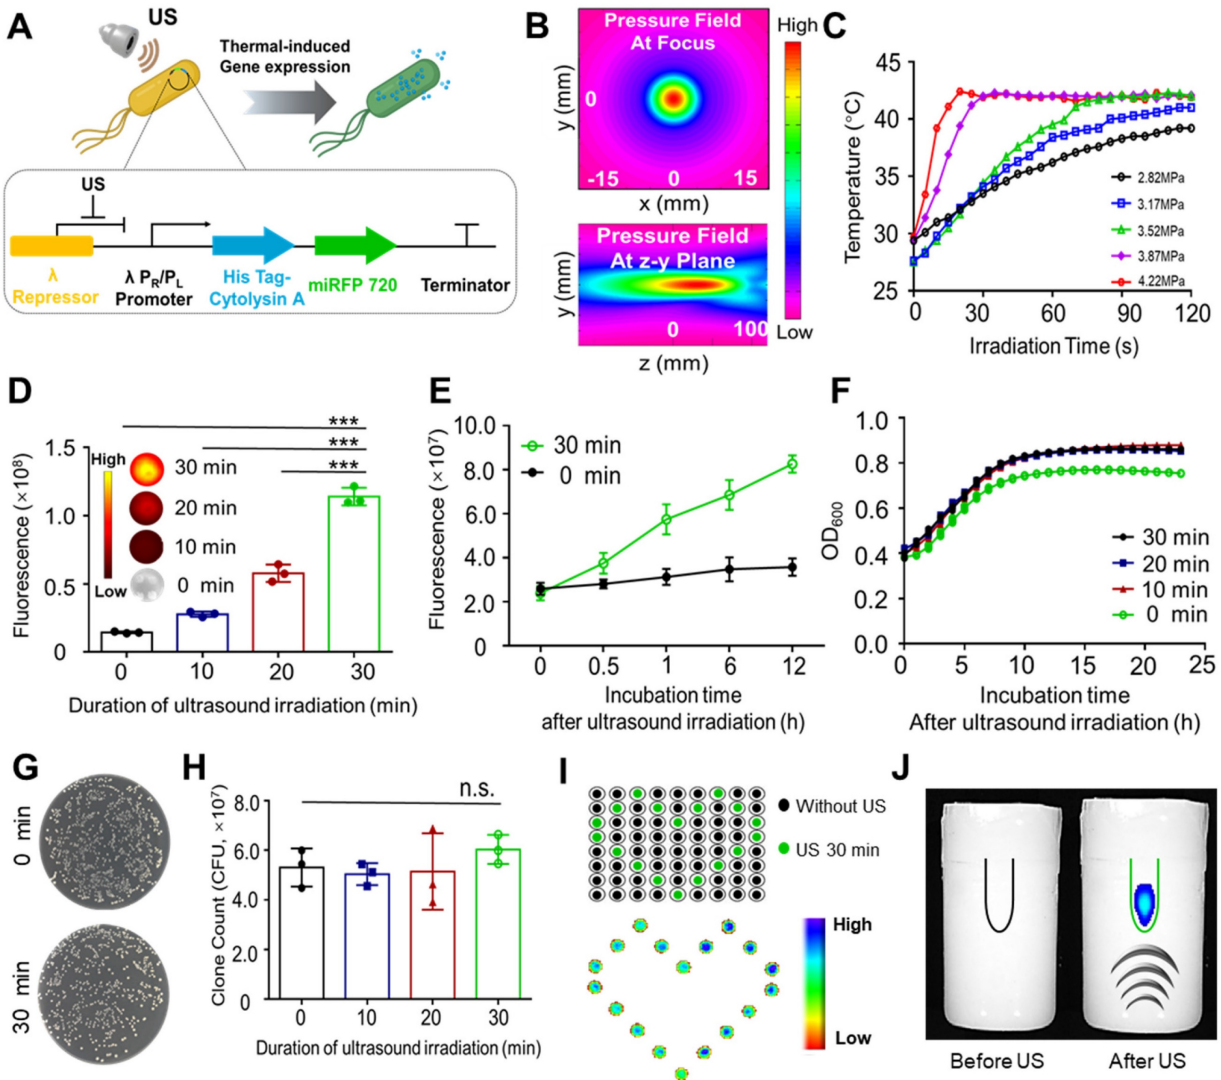 A
US
Thermal-induced
Gene expression
US
λ
Repressor
λ PR/PL
Promoter
His Tag-
Cytolysin A
miRFP 720
Terminator
B
Pressure Field
At Focus
y (mm)
0
-15
0
15
x (mm)
Pressure Field
At z-y Plane
y (mm)
0
100
z (mm)
High
Low
C
Temperature (°C)
45
40
35
30
25
2.82MPa
3.17MPa
3.52MPa
3.87MPa
4.22MPa
0
30
60
90
120
Irradiation Time (s)
D
Fluorescence (×10⁸)
1.5
1.0
0.5
0
***
***
***
High
Low
30 min
20 min
10 min
0 min
0
10
20
30
Duration of ultrasound irradiation (min)
E
Fluorescence (×10⁷)
10.0
8.0
6.0
4.0
2.0
0
30 min
0 min
0
0.5
1
6
12
Incubation time
after ultrasound irradiation (h)
F
OD600
1.0
0.8
0.6
0.4
0.2
0.0
30 min
20 min
10 min
0 min
0
5
10
15
20
25
Incubation time
After ultrasound irradiation (h)
G
0 min
30 min
H
Clone Count (CFU, ×10⁷)
8.0
6.0
4.0
2.0
0
n.s.
0
10
20
30
Duration of ultrasound irradiation (min)
I
Without US
US 30 min
High
Low
J
Before US
After US